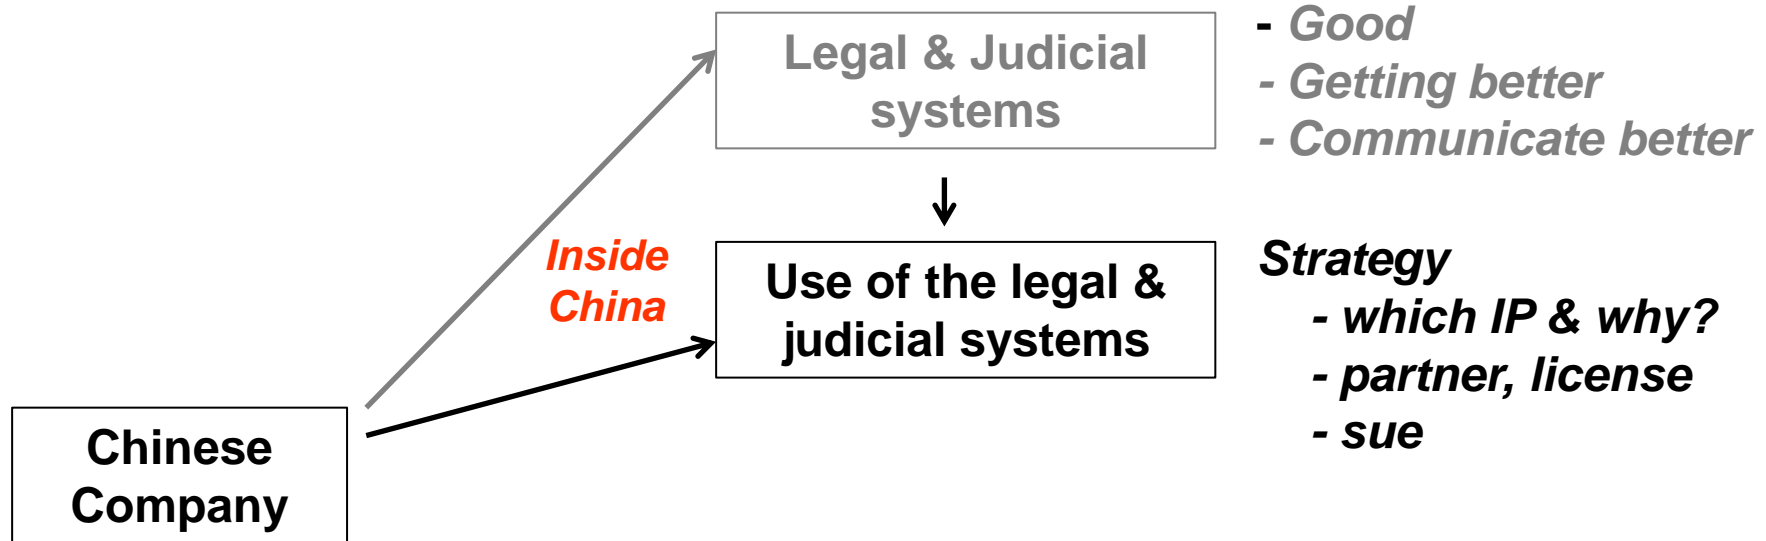 Legal & Judicial
systems
- Good
- Getting better
- Communicate better
Inside
China
Use of the legal &
judicial systems
Strategy
- which IP & why?
- partner, license
- sue
Chinese
Company